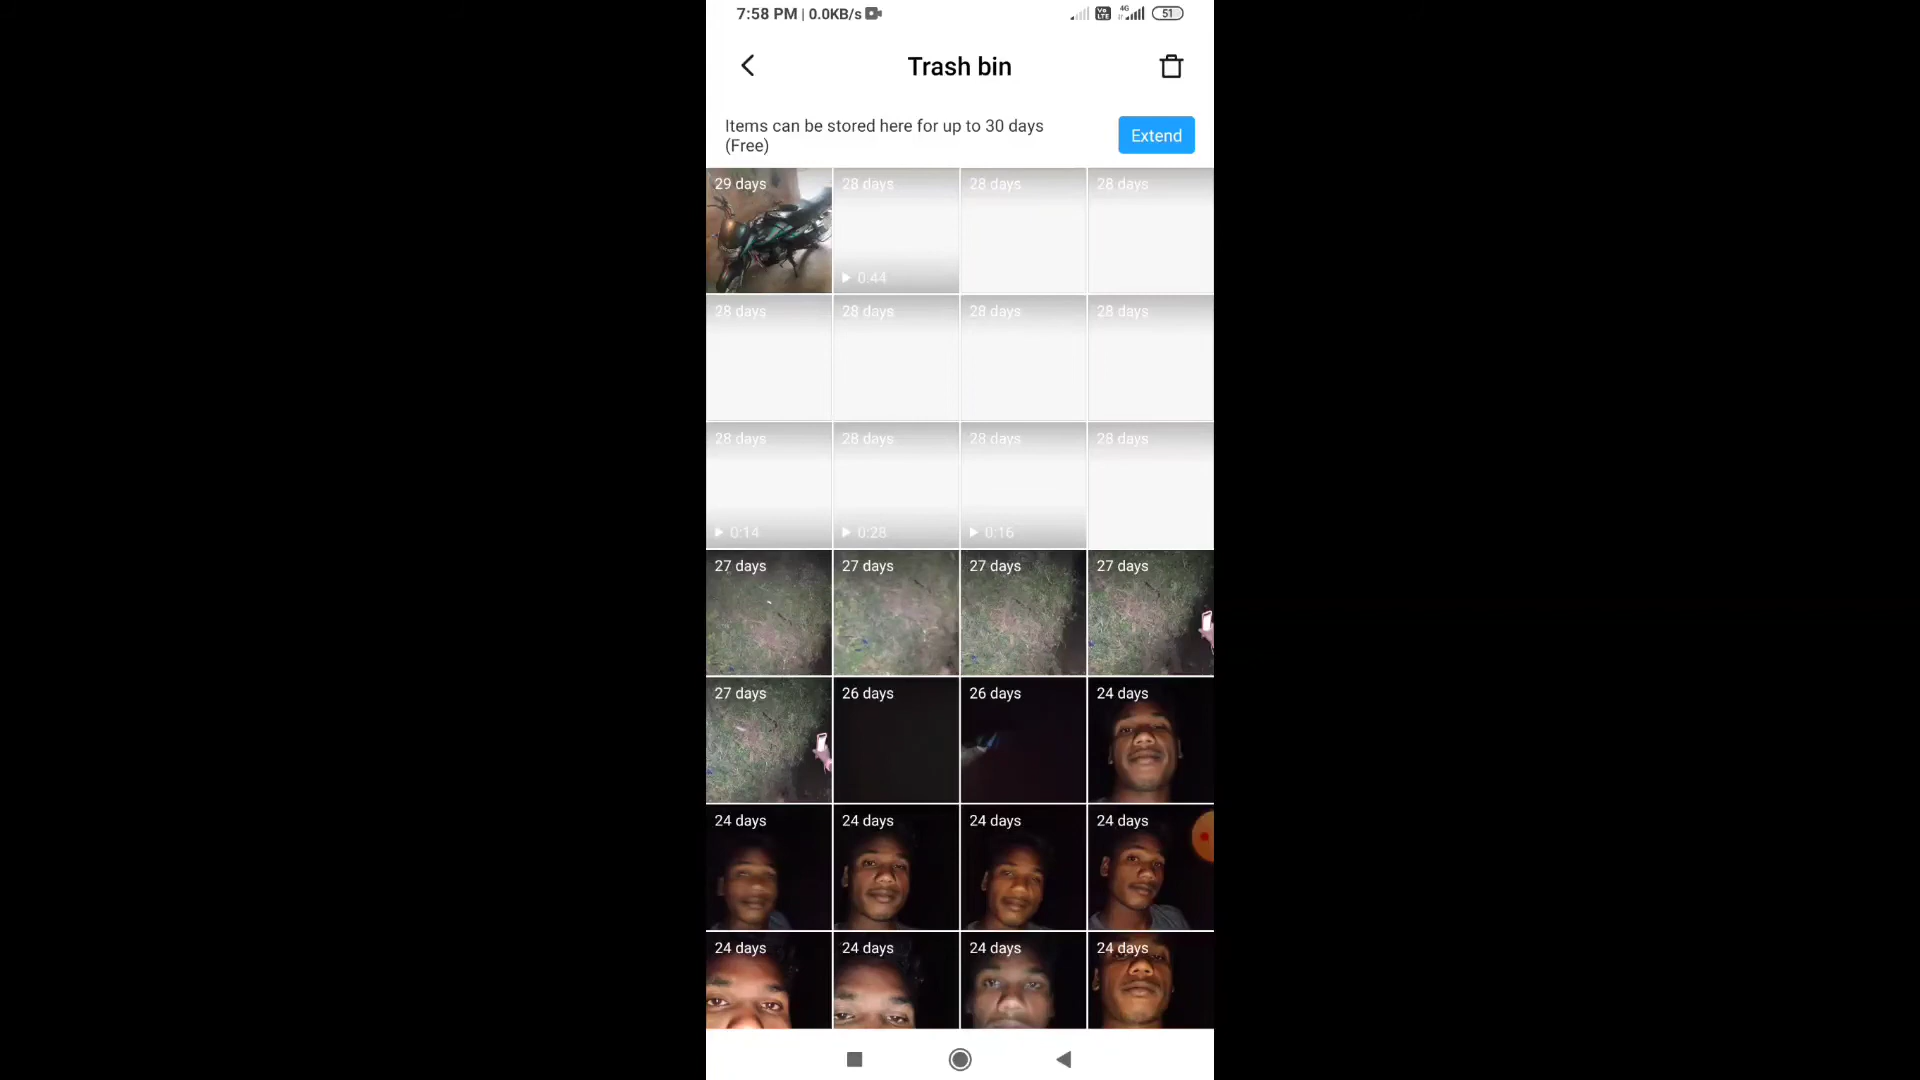 7:58 PM | 0.0KB/s
Vo LTE 4G 51
Trash bin
Items can be stored here for up to 30 days
(Free)
Extend
29 days 28 days 28 days 28 days
0:44
28 days 28 days 28 days 28 days
28 days 28 days 28 days 28 days
0:14 0:28 0:16
27 days 27 days 27 days 27 days
27 days 26 days 26 days 24 days
24 days 24 days 24 days 24 days
24 days 24 days 24 days 24 days